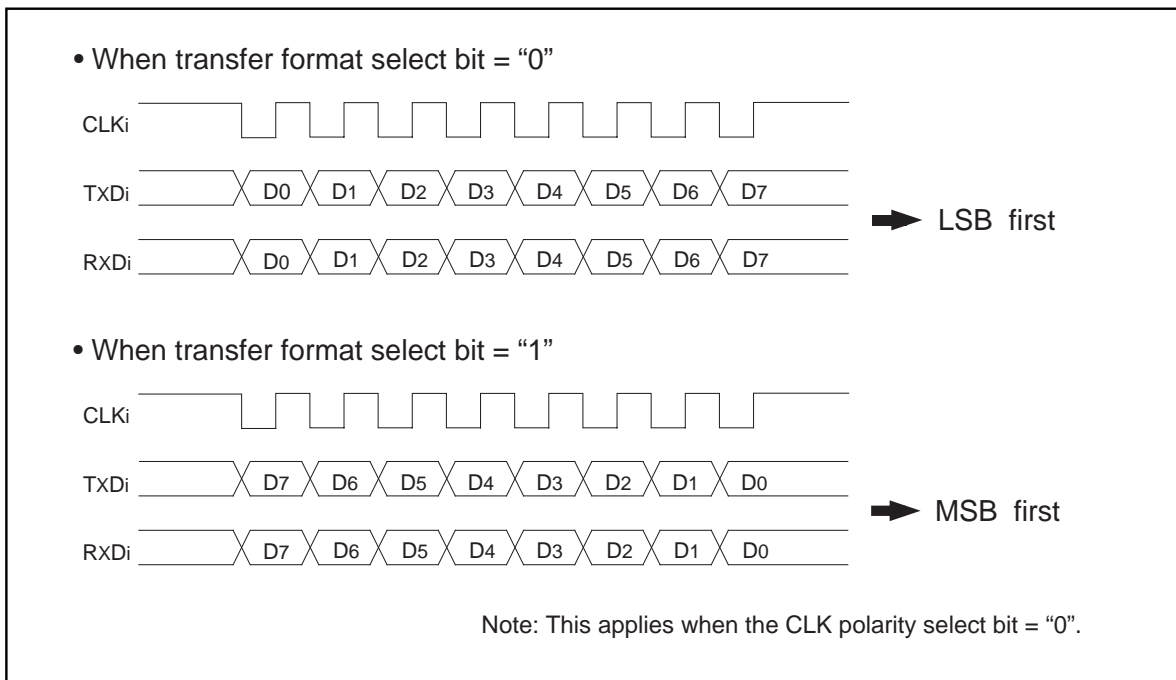 • When transfer format select bit = “0”
CLKi
TXDi D0 D1 D2 D3 D4 D5 D6 D7
LSB first
RXDi D0 D1 D2 D3 D4 D5 D6 D7
• When transfer format select bit = “1”
CLKi
TXDi D7 D6 D5 D4 D3 D2 D1 D0
MSB first
RXDi D7 D6 D5 D4 D3 D2 D1 D0
Note: This applies when the CLK polarity select bit = “0”.